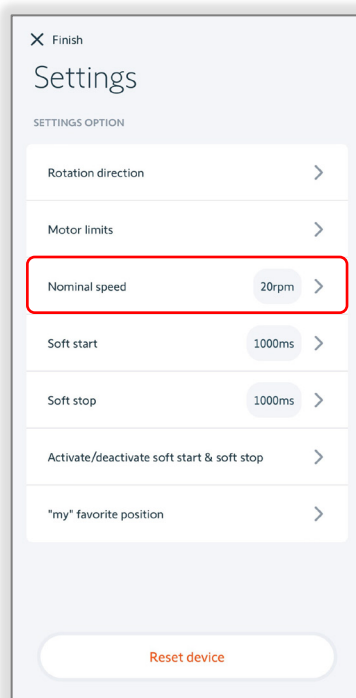 Finish
Settings
SETTINGS OPTION
Rotation direction
Motor limits
Nominal speed 20rpm
Soft start 1000ms
Soft stop 1000ms
Activate/deactivate soft start & soft stop
"my" favorite position
Reset device